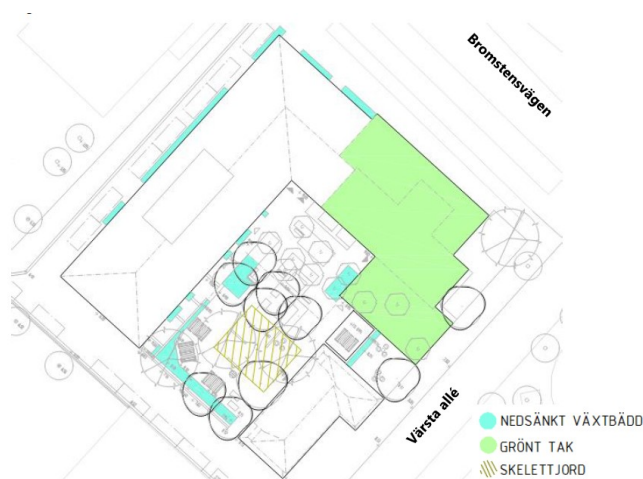 Bromstensvägen
Värsta allé
NEDSÄNKT VÄXTBÄDD
GRÖNT TAK
SKELETTJORD